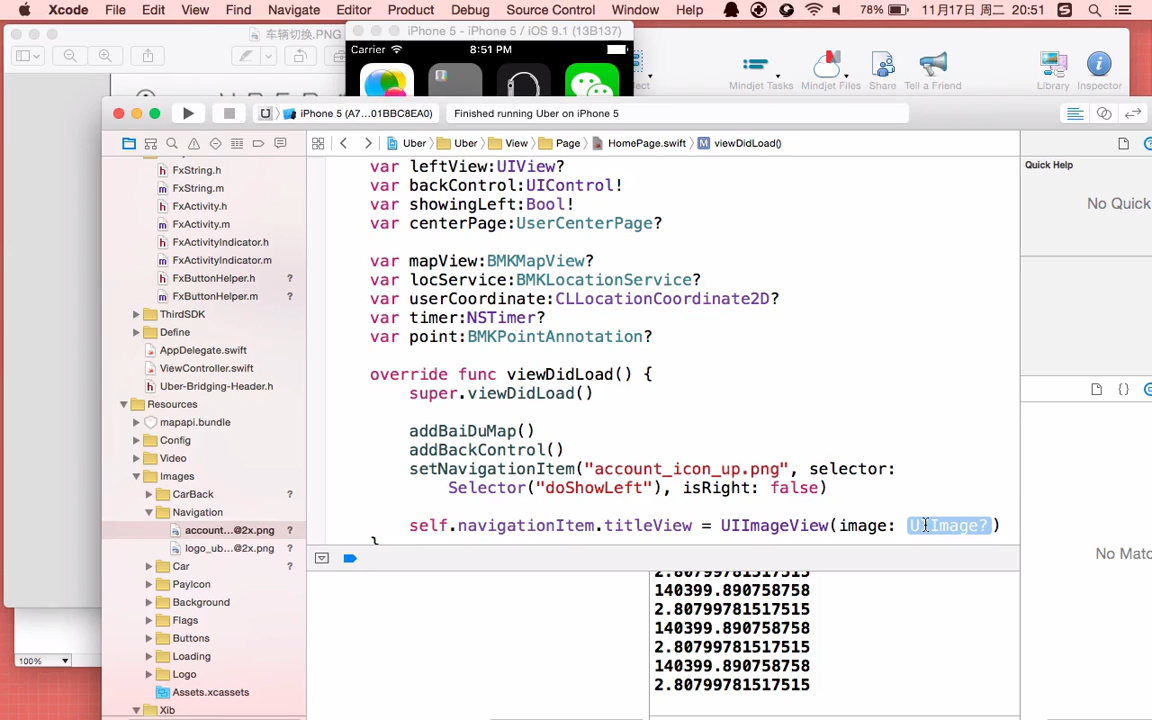 Xcode File Edit View Find Navigate Editor Product Debug Source Control Window Help 78% 11月17日 周二 20:51
车辆切换.PNG
iPhone 5 - iPhone 5 / iOS 9.1 (13B137)
Carrier 8:51 PM
Mindjet Tasks Mindjet Files Share Tell a Friend Library Inspector
iPhone 5 (A7...01BBC8EA0) Finished running Uber on iPhone 5
Uber Uber View Page HomePage.swift M viewDidLoad()
FxString.h
FxString.m
FxActivity.h
FxActivity.m
FxActivityIndicator.h
FxActivityIndicator.m
FxButtonHelper.h ?
FxButtonHelper.m ?
ThirdSDK
Define
AppDelegate.swift
ViewController.swift
Uber-Bridging-Header.h
Resources
mapapi.bundle
Config
Video
Images
CarBack ?
Navigation
account...@2x.png
logo_ub...@2x.png
Car ?
PayIcon
Background
Flags
Buttons
Loading
Logo
Assets.xcassets
Xib
var leftView:UIView?
var backControl:UIControl!
var showingLeft:Bool!
var centerPage:UserCenterPage?
var mapView:BMKMapView?
var locService:BMKLocationService?
var userCoordinate:CLLocationCoordinate2D?
var timer:NSTimer?
var point:BMKPointAnnotation?
override func viewDidLoad() {
super.viewDidLoad()
addBaiDuMap()
addBackControl()
setNavigationItem("account_icon_up.png", selector:
Selector("doShowLeft"), isRight: false)
self.navigationItem.titleView = UIImageView(image: UIImage?)
}
2.80799781517515
140399.890758758
2.80799781517515
140399.890758758
2.80799781517515
140399.890758758
2.80799781517515
Quick Help
No Quick
No Matc
100%